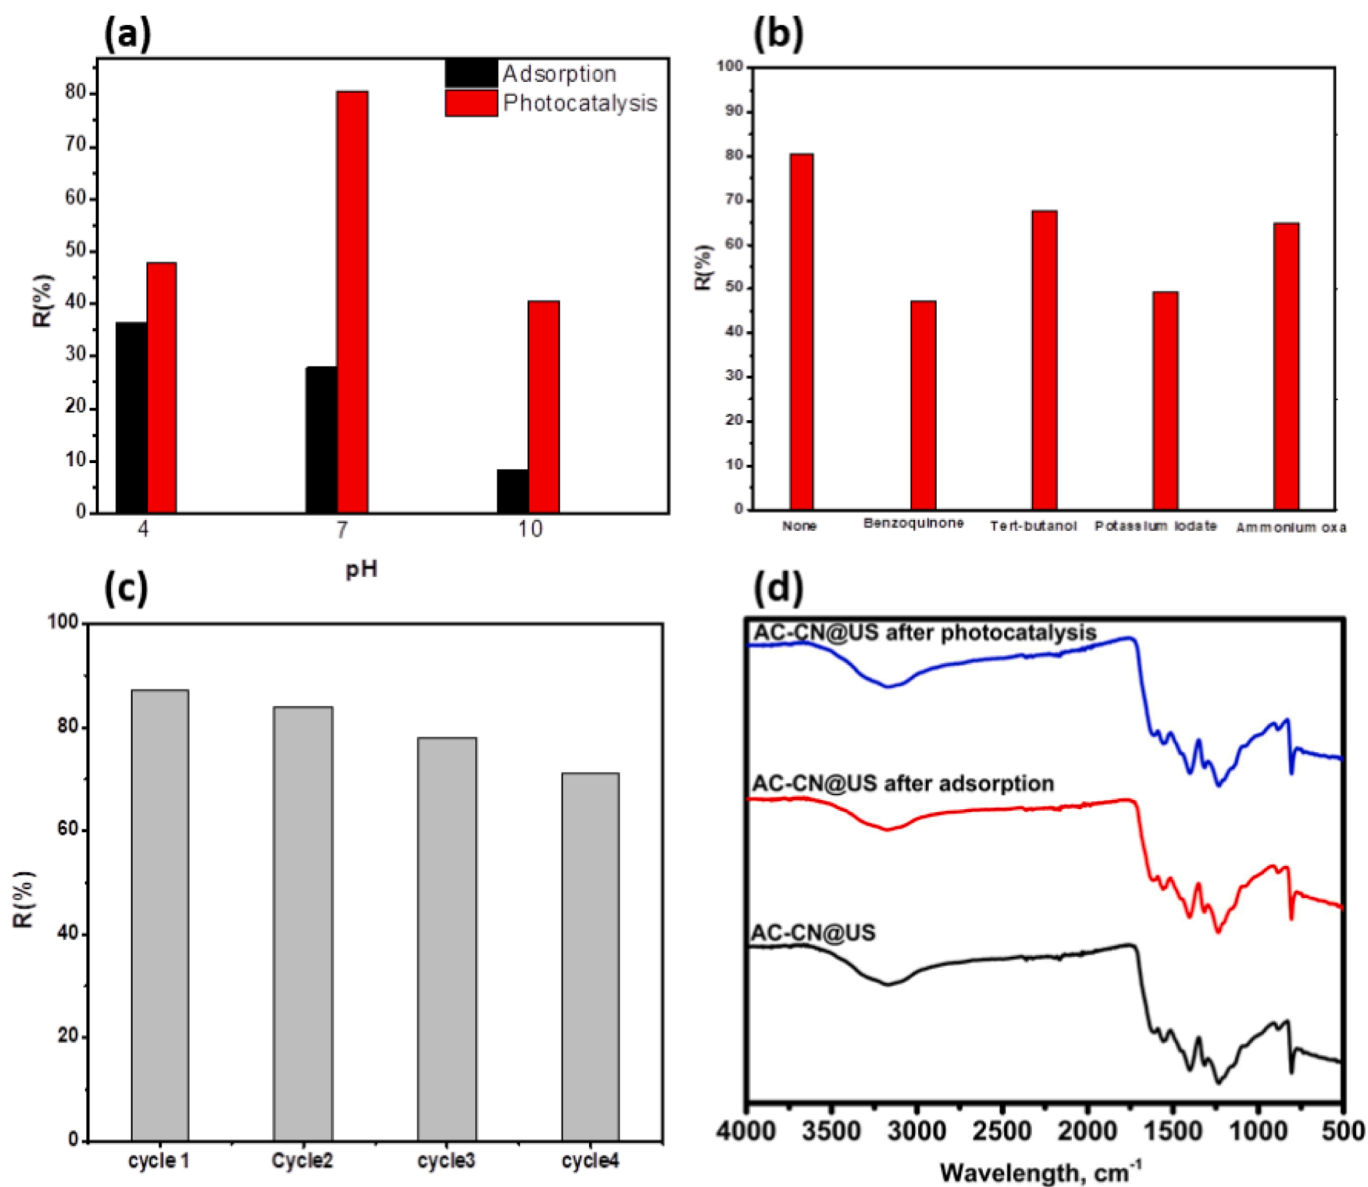 (a)
Adsorption
Photocatalysis
80
70
60
50
40
30
20
10
0
R(%)
4 7 10
pH
(b)
100
90
80
70
60
50
40
30
20
10
0
R(%)
None Benzoquinone Tert-butanol Potassium Iodate Ammonium oxa
(c)
100
80
60
40
20
0
R(%)
cycle 1 Cycle2 cycle3 cycle4
(d)
AC-CN@US after photocatalysis
AC-CN@US after adsorption
AC-CN@US
4000 3500 3000 2500 2000 1500 1000 500
Wavelength, cm-1